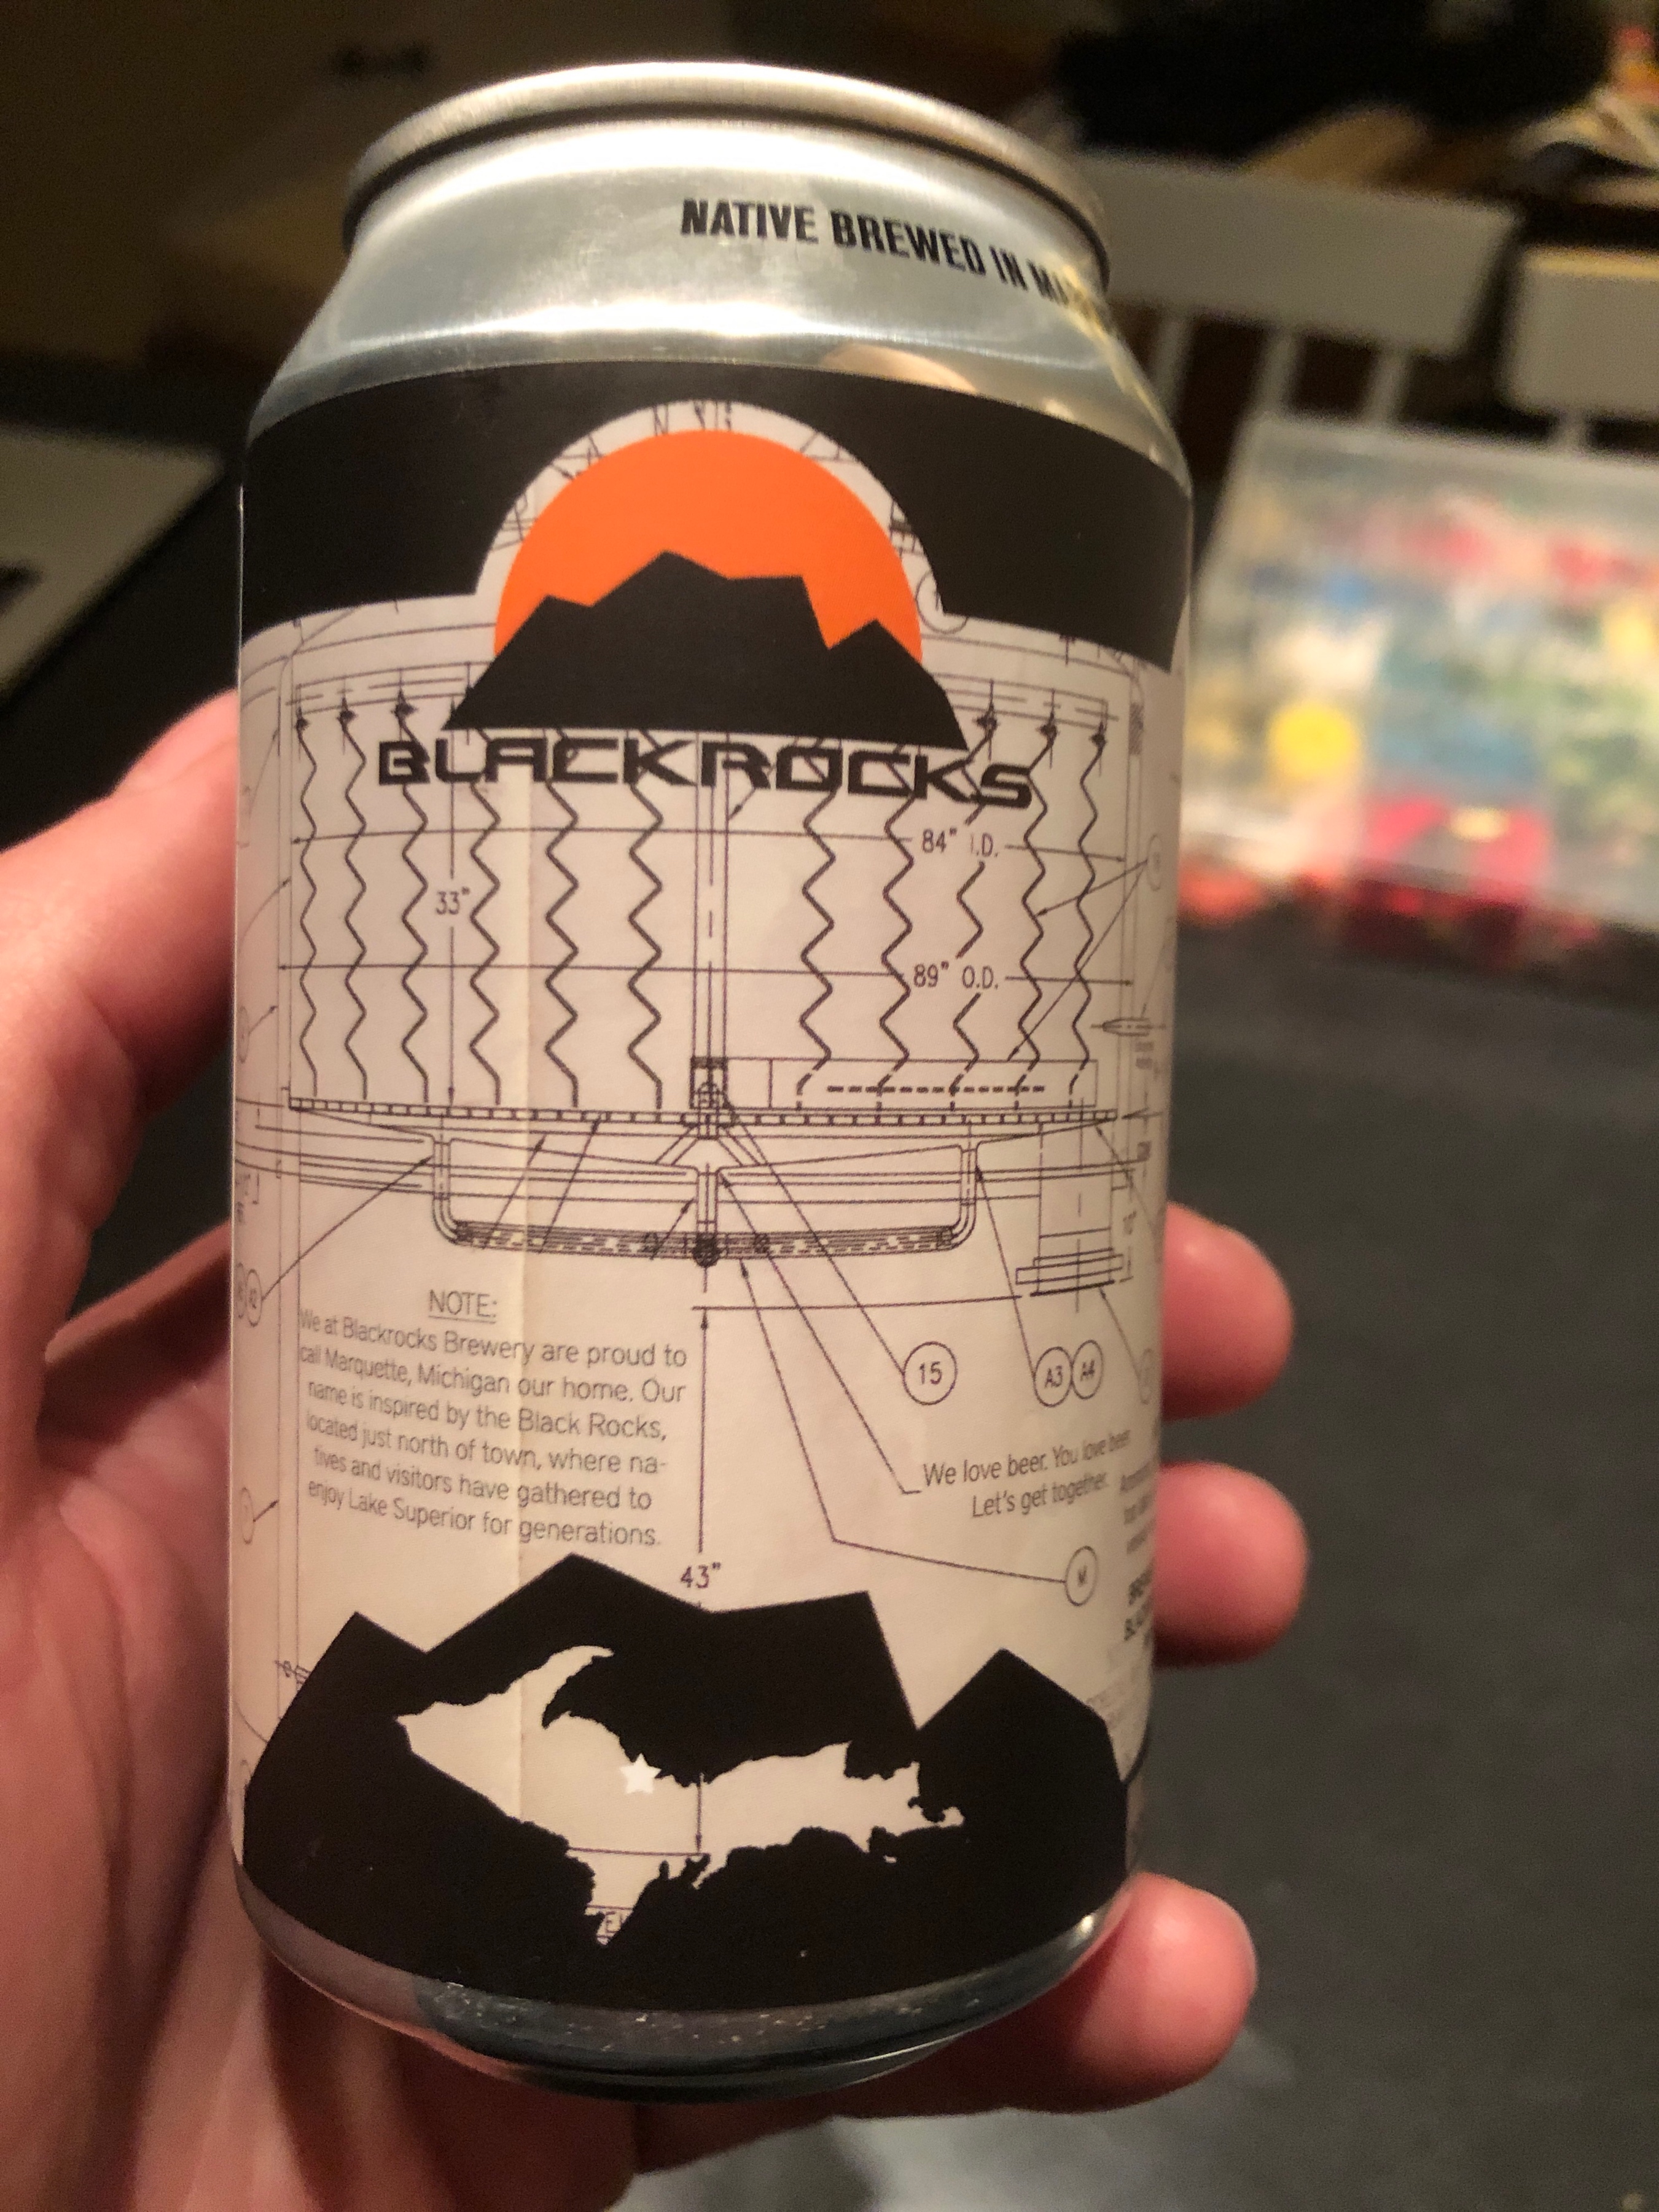 NATIVE BREWED IN
BLACKROCKS
84" I.D.
33"
89" O.D.
10"
NOTE:
We at Blackrocks Brewery are proud to
call Marquette, Michigan our home. Our
name is inspired by the Black Rocks,
located just north of town, where na-
tives and visitors have gathered to
enjoy Lake Superior for generations.
15
A3 A4
We love beer. You love beer.
Let's get together.
43"
M